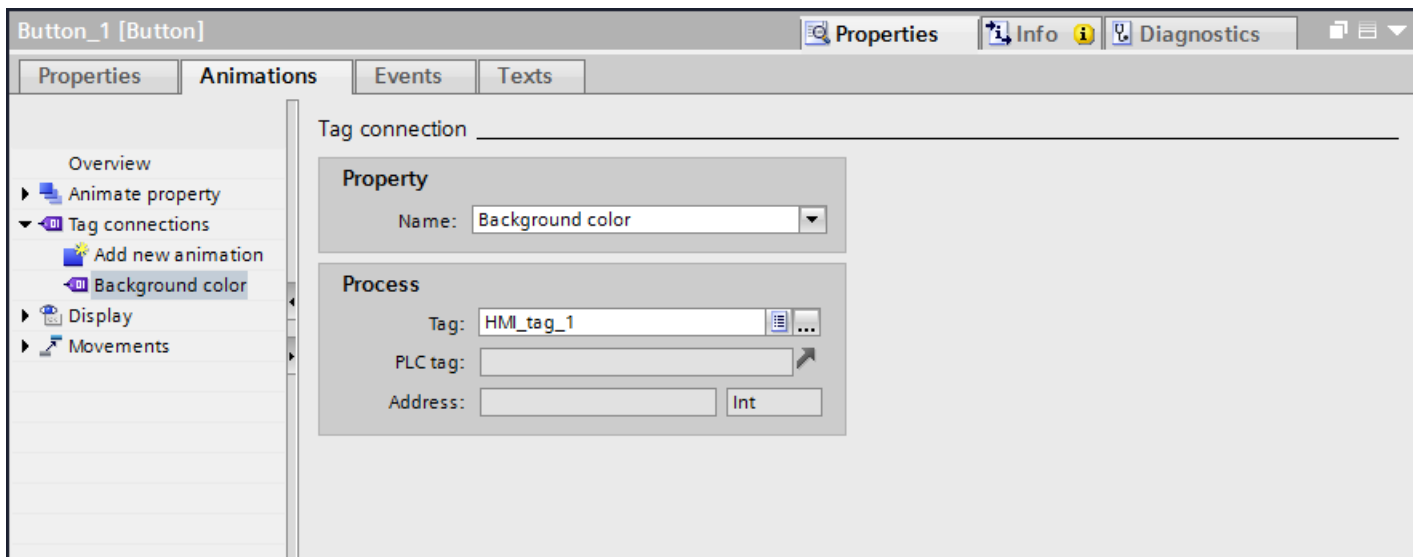 Button_1 [Button]
Properties
Info
Diagnostics
Properties
Animations
Events
Texts
Overview
Animate property
Tag connections
Add new animation
Background color
Display
Movements
Tag connection
Property
Name: Background color
Process
Tag: HMI_tag_1 ...
PLC tag:
Address: Int